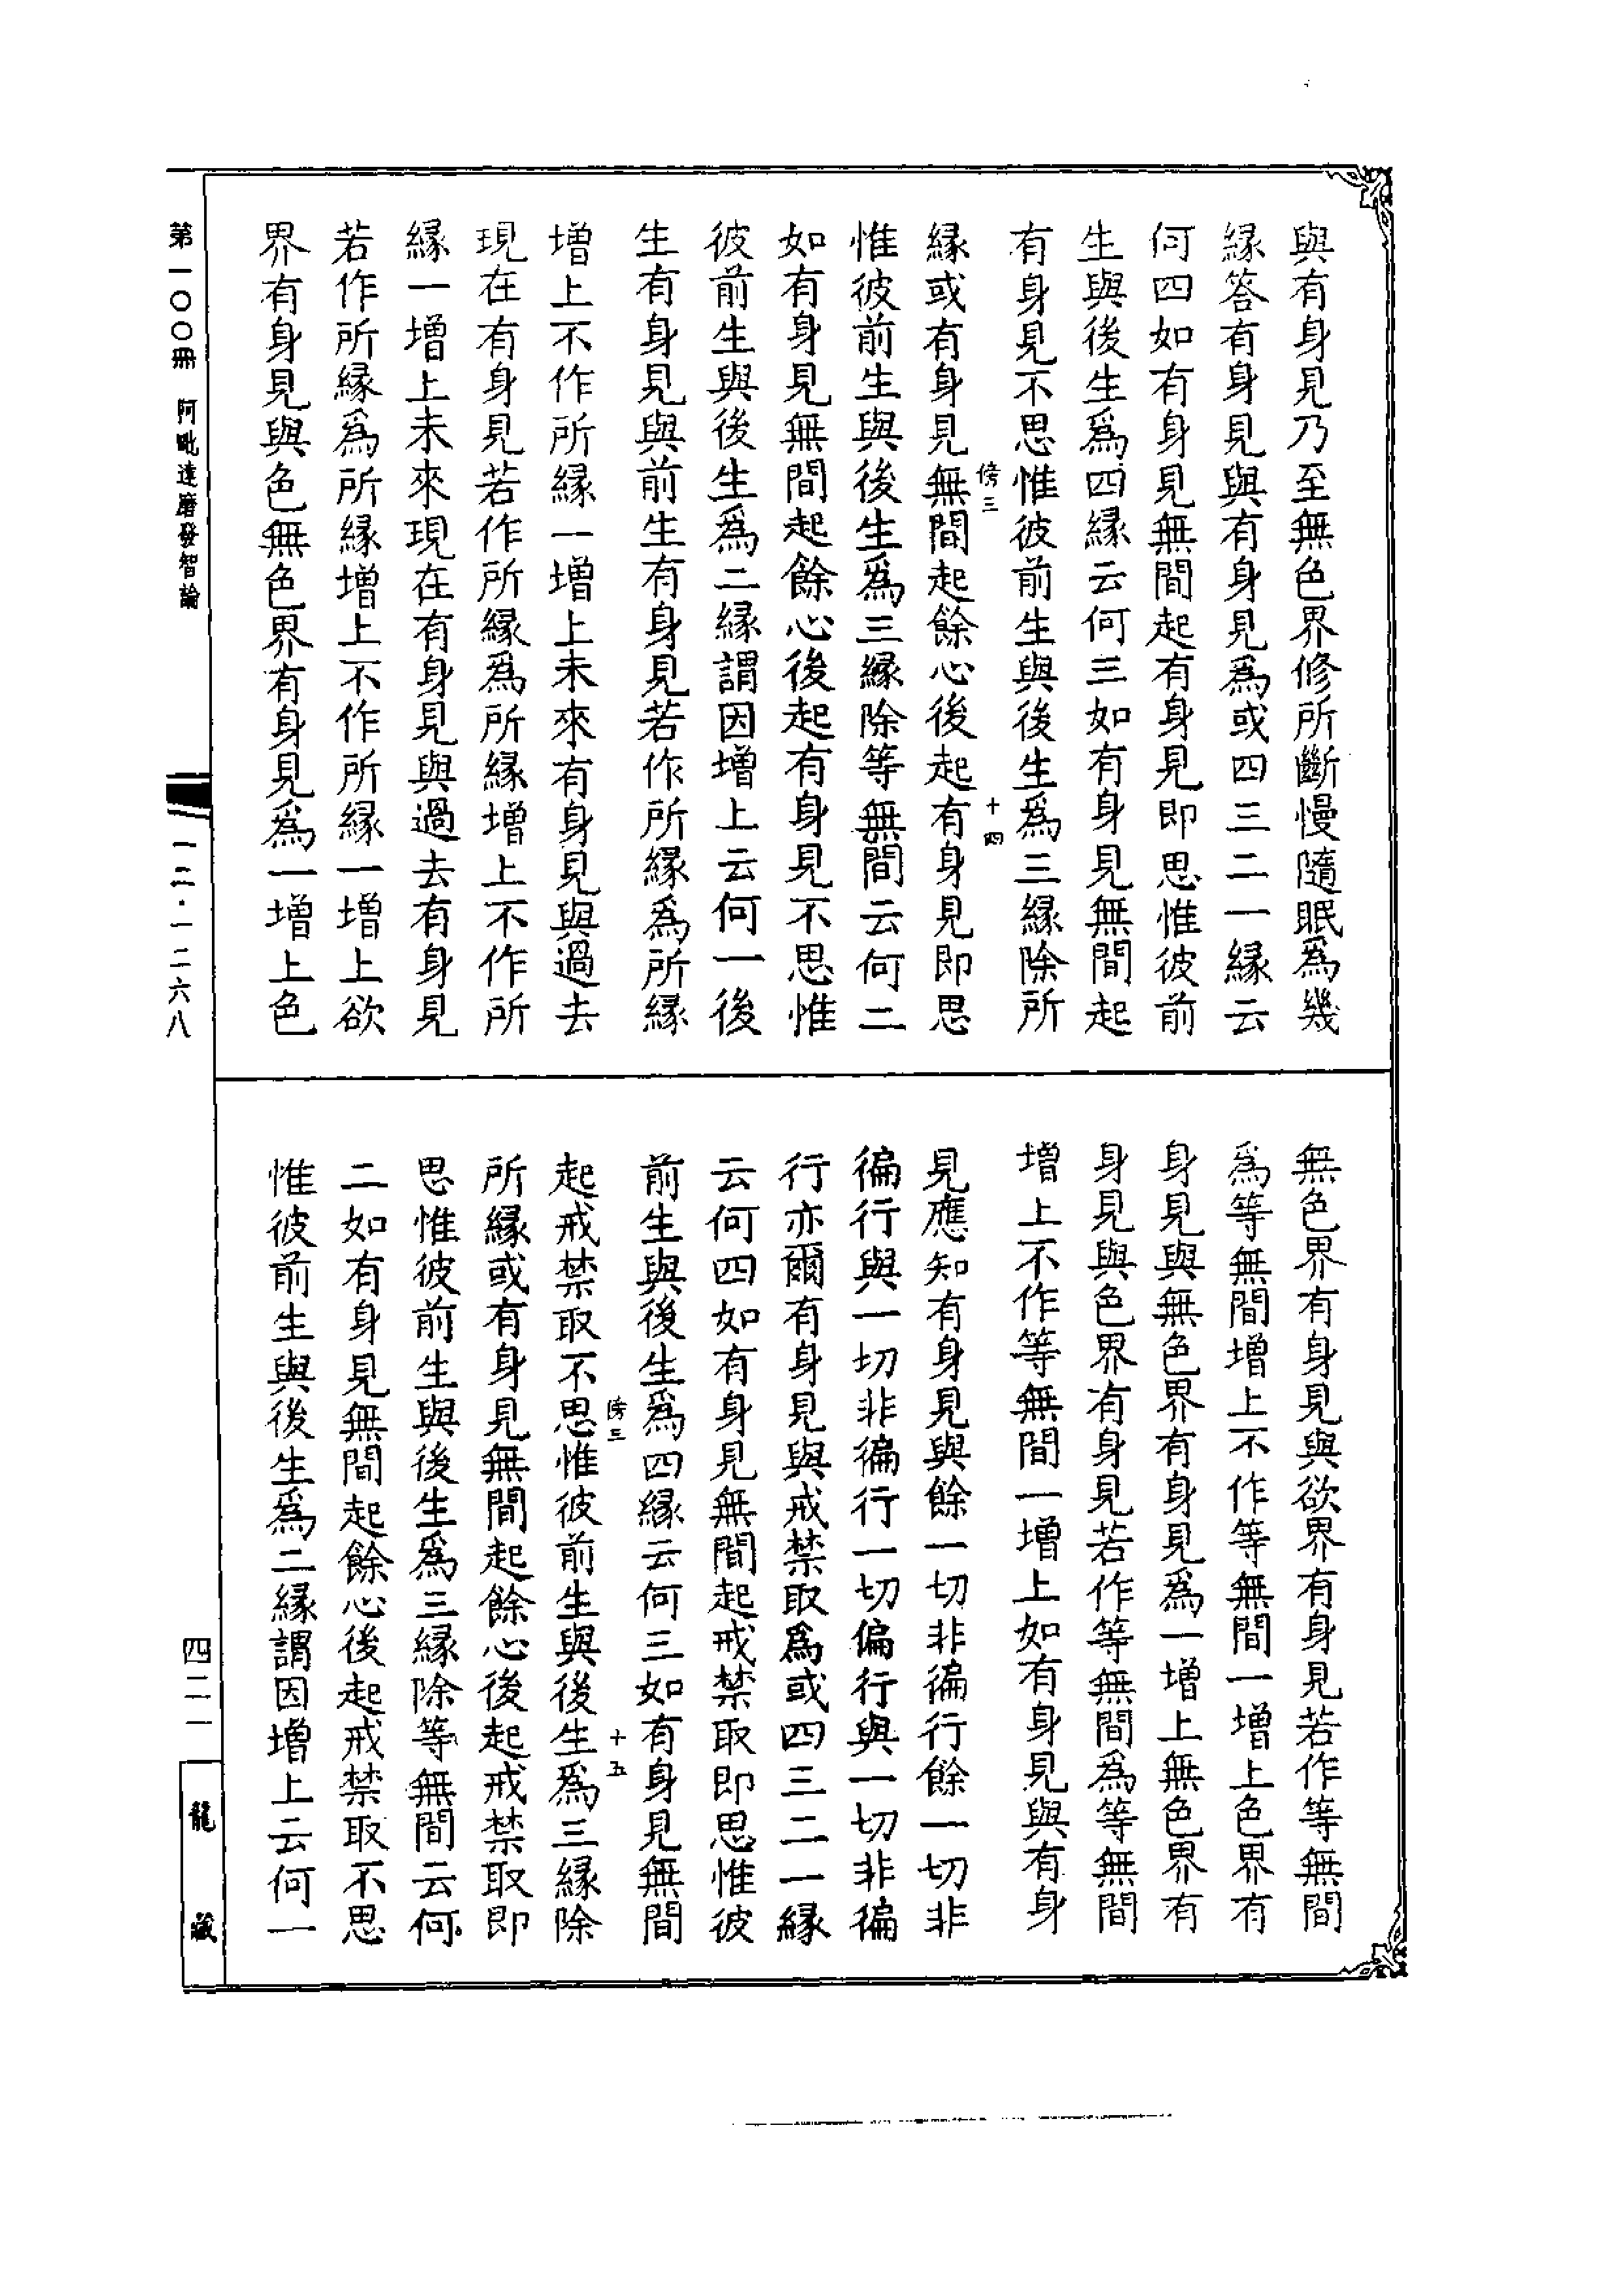 與有身見乃至無色界修所斷慢隨眠為幾
緣答有身見與有身見為或四三二一緣云
何四如有身見無間起有身見即思惟彼前
生與後生為四緣云何三如有身見無間起
有身見不思惟彼前生與後生為三緣除所
傍三
十四
緣或有身見無間起餘心後起有身見即思
惟彼前生與後生為三緣除等無間云何二
如有身見無間起餘心後起有身見不思惟
彼前生與後生為二緣謂因增上云何一後
生有身見與前生有身見若作所緣為所緣
增上不作所緣一增上未來有身見與過去
現在有身見若作所緣為所緣增上不作所
緣一增上未來現在有身見與過去有身見
若作所緣為所緣增上不作所緣一增上欲
界有身見與色無色界有身見為一增上色
無色界有身見與欲界有身見若作等無間
為等無間增上不作等無間一增上色界有
身見與無色界有身見為一增上無色界有
身見與色界有身見若作等無間為等無間
增上不作等無間一增上如有身見與有身
見應知有身見與餘一切非徧行餘一切非
徧行與一切非徧行一切偏行與一切非徧
行亦爾有身見與戒禁取為或四三二一緣
云何四如有身見無間起戒禁取即思惟彼
前生與後生為四緣云何三如有身見無間
傍三
十五
起戒禁取不思惟彼前生與後生為三緣除
所緣或有身見無間起餘心後起戒禁取即
思惟彼前生與後生為三緣除等無間云何
二如有身見無間起餘心後起戒禁取不思
惟彼前生與後生為二緣謂因增上云何一
第一〇〇冊 阿毗達磨發智論
一二·一二六八
四二一
龍藏